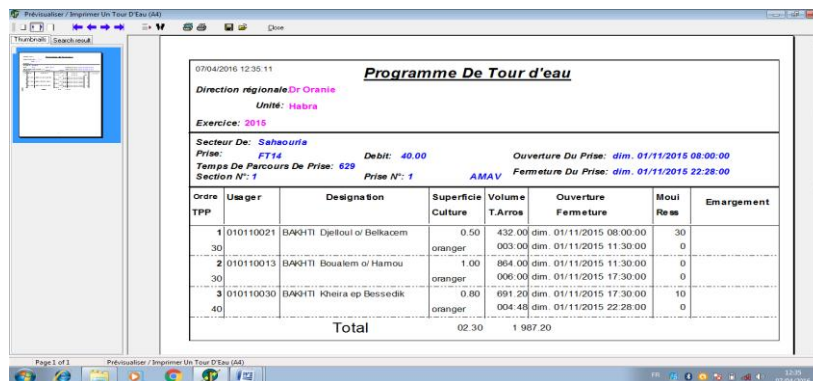 Prévisualiser / Imprimer Un Tour D'Eau (A4)
Close
Thumbnails Search result
07/04/2016 12:35:11
Programme De Tour d'eau
Direction régionale: Dr Oranie
Unité: Habra
Exercice: 2015
Secteur De: Sahaouria
Prise: FT14 Debit: 40.00 Ouverture Du Prise: dim. 01/11/2015 08:00:00
Temps De Parcours De Prise: 629
Section N°: 1 Prise N°: 1 AMAV Fermeture Du Prise: dim. 01/11/2015 22:28:00
Ordre Usager Designation Superficie Volume Ouverture Moui Emargement
TPP Culture T.Arros Fermeture Ress
1 010110021 BAKHTI Djelloul o/ Belkacem 0.50 432.00 dim. 01/11/2015 08:00:00 30
30 oranger 003:00 dim. 01/11/2015 11:30:00 0
2 010110013 BAKHTI Boualem o/ Hamou 1.00 864.00 dim. 01/11/2015 11:30:00 0
30 oranger 006:00 dim. 01/11/2015 17:30:00 0
3 010110030 BAKHTI Kheira ep Bessedik 0.80 691.20 dim. 01/11/2015 17:30:00 10
40 oranger 004:48 dim. 01/11/2015 22:28:00 0
Total 02.30 1 987.20
Page 1 of 1 Prévisualiser / Imprimer Un Tour D'Eau (A4)
FR 12:35
07/04/2016